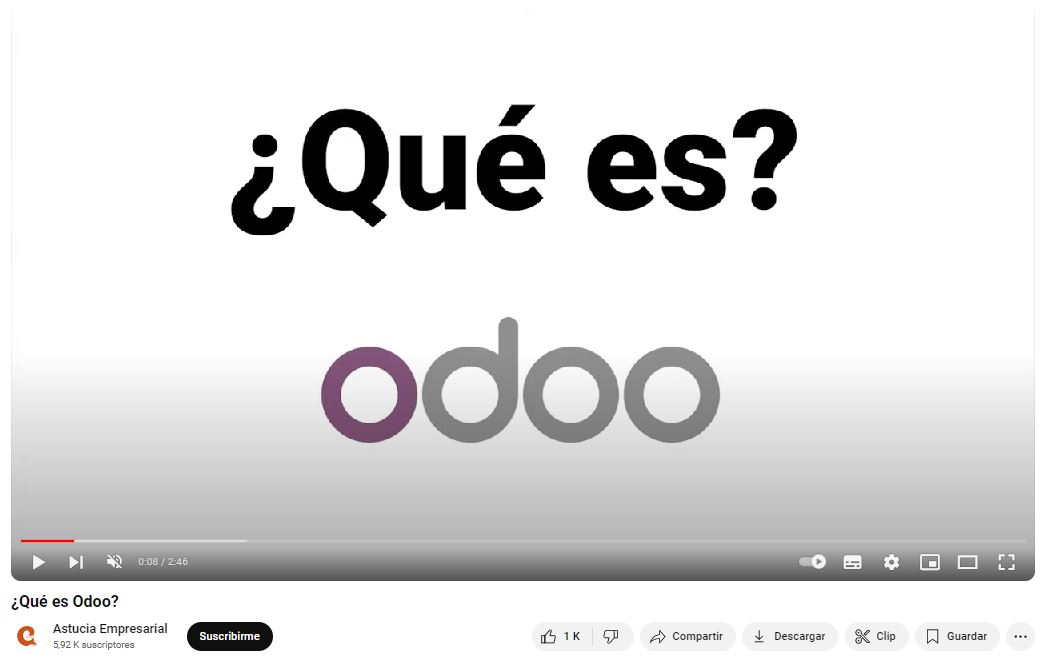 ¿Qué es?
odoo
0:08 / 2:46
¿Qué es Odoo?
Astucia Empresarial
5,92 K suscriptores
Suscribirme
1 K
Compartir
Descargar
Clip
Guardar